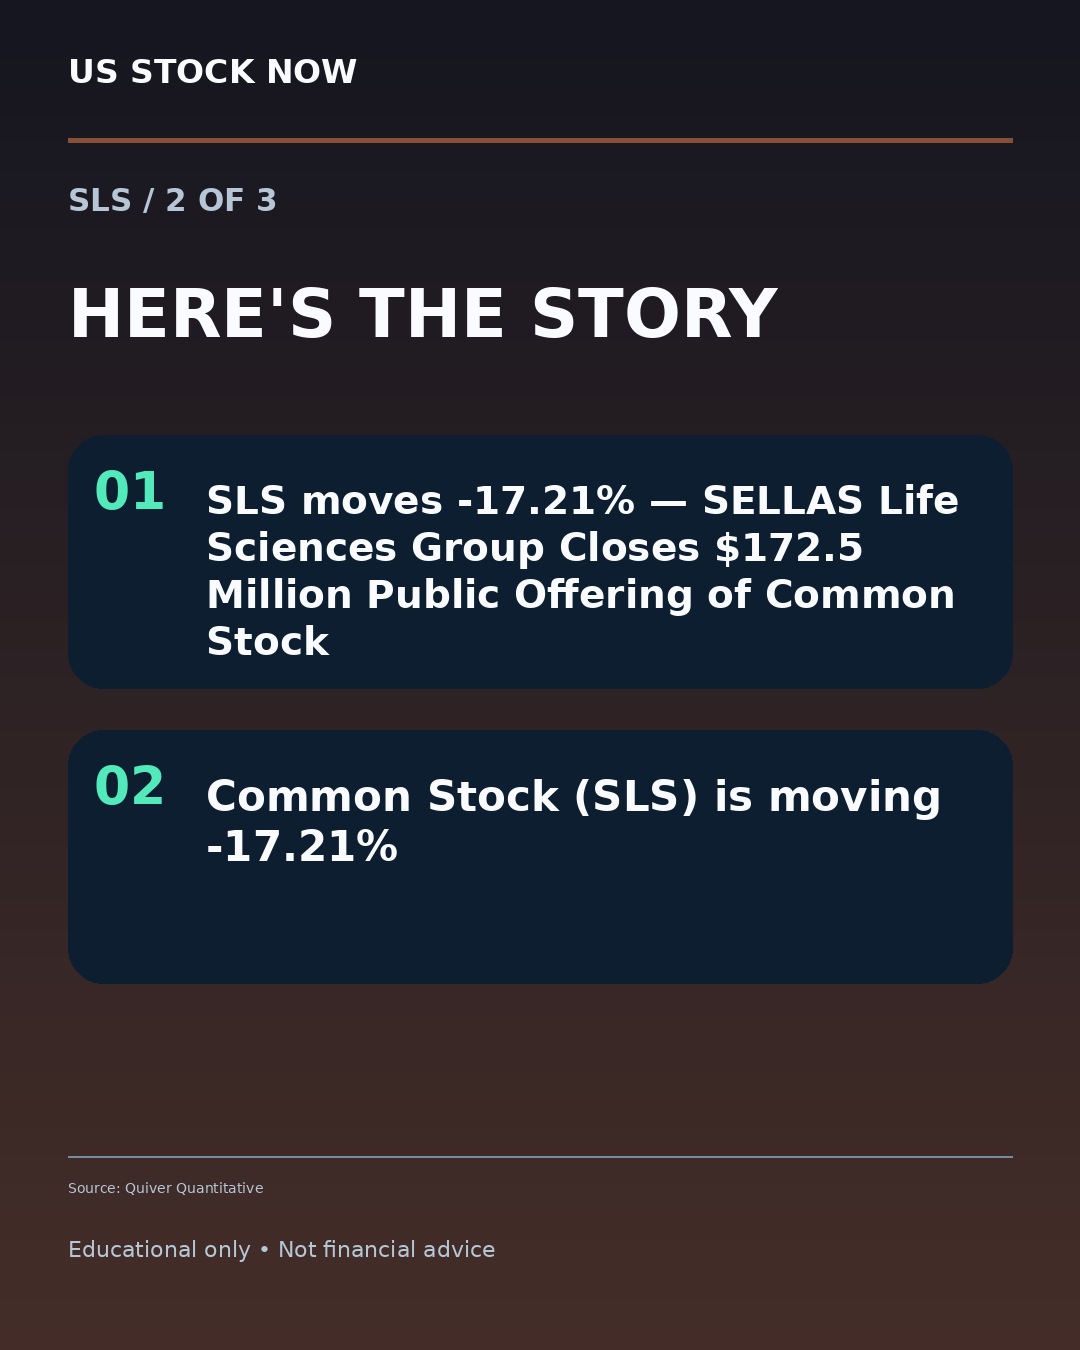 US STOCK NOW
SLS / 2 OF 3
HERE'S THE STORY
01
SLS moves -17.21% — SELLAS Life
Sciences Group Closes $172.5
Million Public Offering of Common
Stock
02
Common Stock (SLS) is moving
-17.21%
Source: Quiver Quantitative
Educational only • Not financial advice